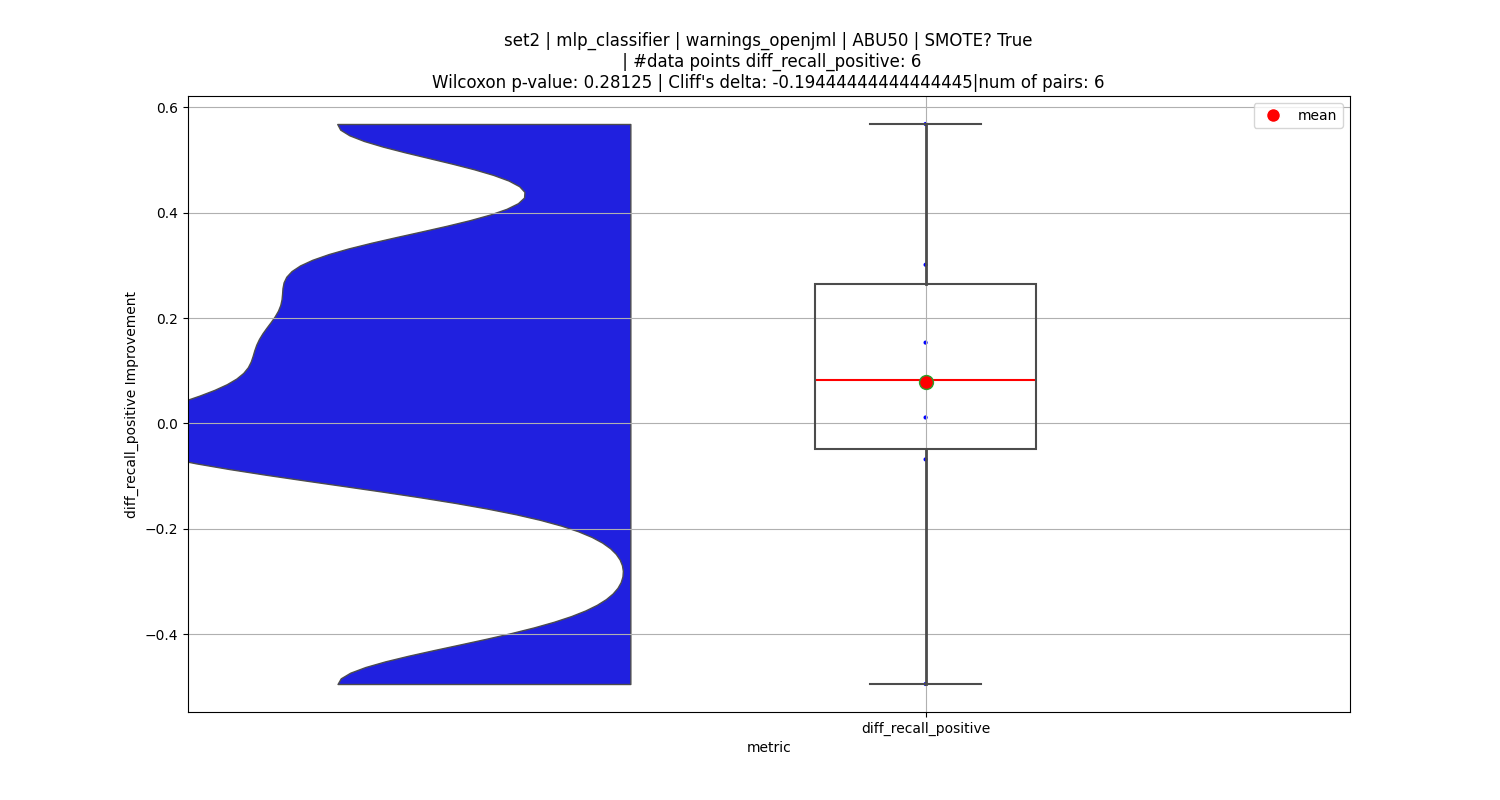 set2 | mlp_classifier | warnings_openjml | ABU50 | SMOTE? True
| #data points diff_recall_positive: 6
Wilcoxon p-value: 0.28125 | Cliff's delta: -0.19444444444444445|num of pairs: 6
mean
0.6
0.4
0.2
0.0
−0.2
−0.4
diff_recall_positive Improvement
diff_recall_positive
metric